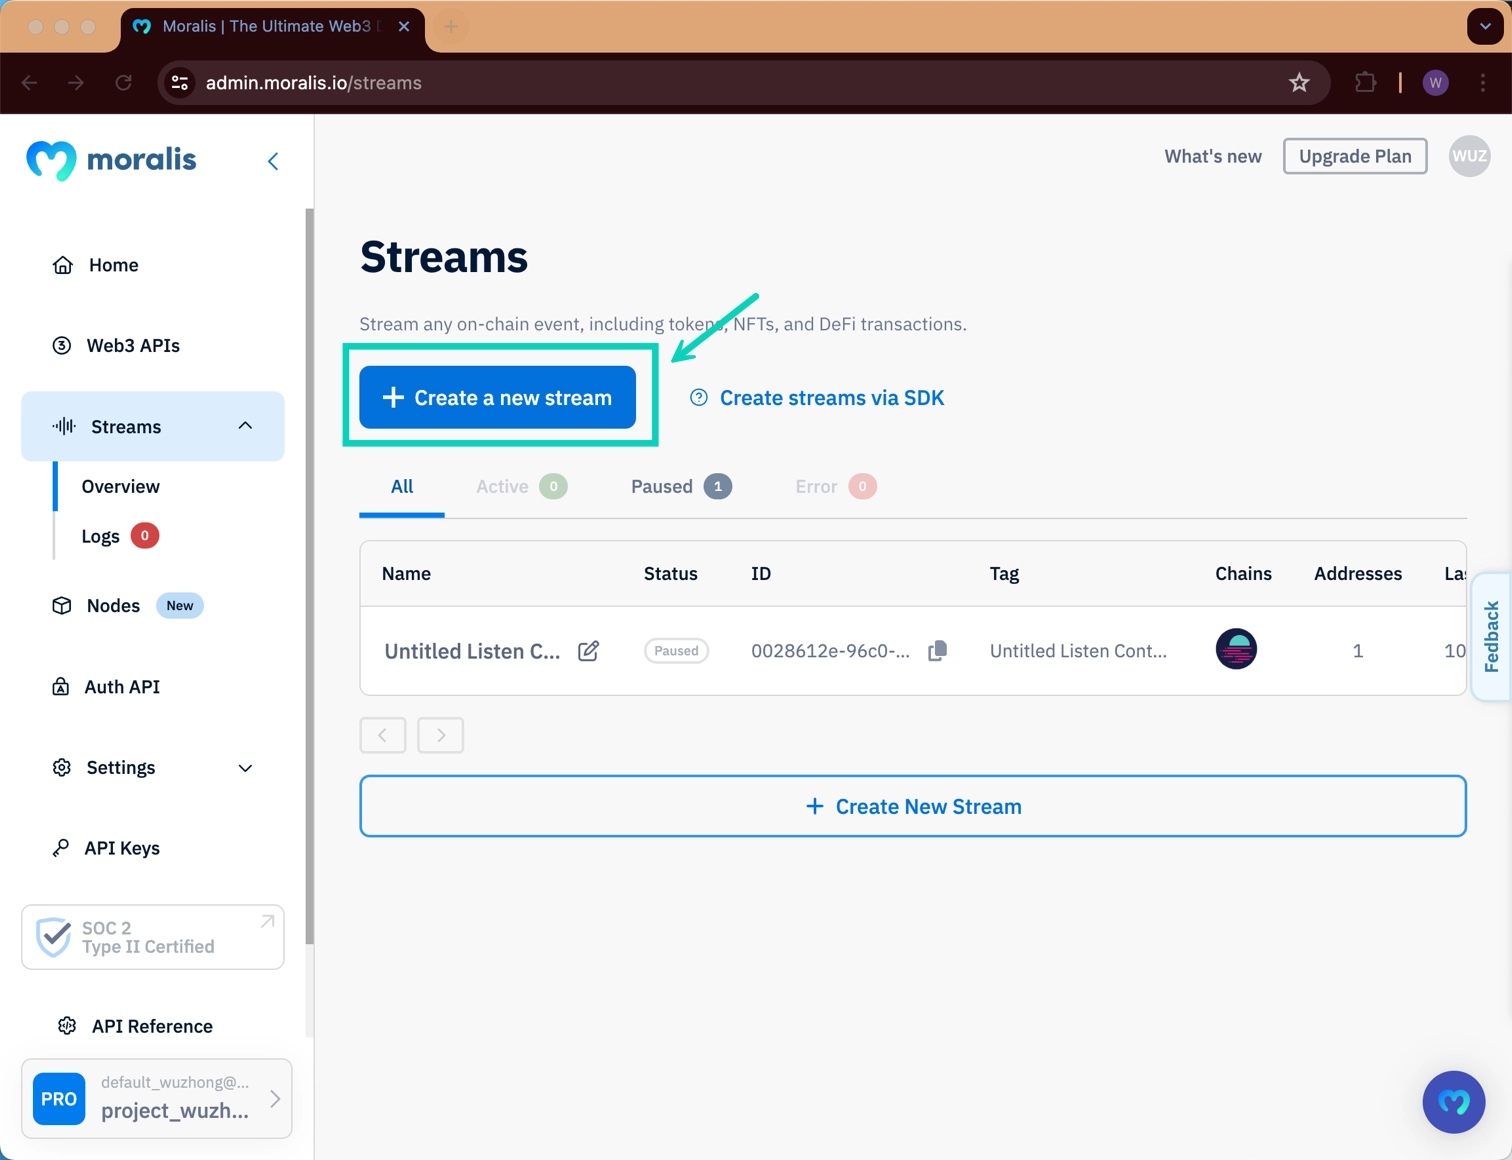 Moralis | The Ultimate Web3
admin.moralis.io/streams
W
moralis
What's new
Upgrade Plan
WUZ
Home
Web3 APIs
Streams
Overview
Logs 0
Nodes New
Auth API
Settings
API Keys
SOC 2
Type II Certified
API Reference
PRO
default_wuzhong@...
project_wuzh...
Streams
Stream any on-chain event, including tokens, NFTs, and DeFi transactions.
+ Create a new stream
? Create streams via SDK
All
Active 0
Paused 1
Error 0
Name Status ID Tag Chains Addresses
Untitled Listen C... Paused 0028612e-96c0-... Untitled Listen Cont... 1 10
+ Create New Stream
Feedback